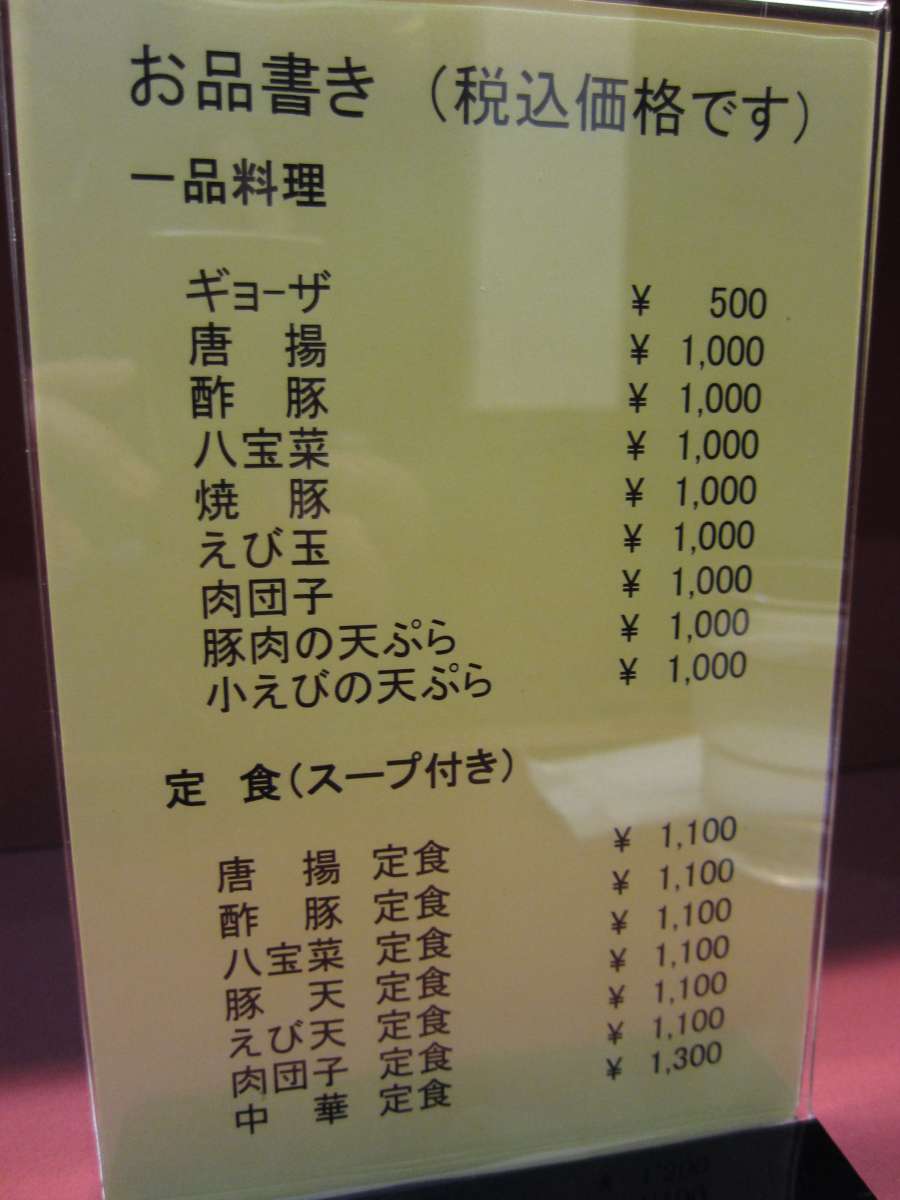 お品書き （税込価格です）
一品料理
ギョーザ ¥ 500
唐 揚 ¥ 1,000
酢 豚 ¥ 1,000
八宝菜 ¥ 1,000
焼 豚 ¥ 1,000
えび玉 ¥ 1,000
肉団子 ¥ 1,000
豚肉の天ぷら ¥ 1,000
小えびの天ぷら ¥ 1,000
定 食（スープ付き）
唐 揚 定食 ¥ 1,100
酢 豚 定食 ¥ 1,100
八宝菜 定食 ¥ 1,100
豚 天 定食 ¥ 1,100
えび天 定食 ¥ 1,100
肉団子 定食 ¥ 1,100
中 華 定食 ¥ 1,300